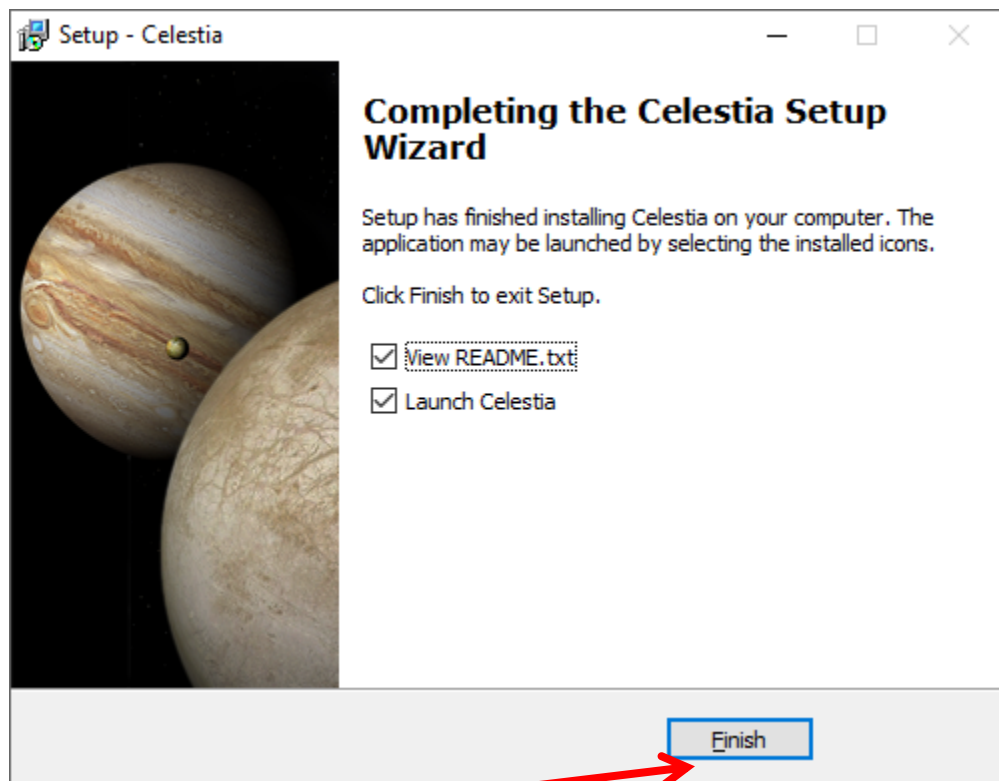 Setup - Celestia
Completing the Celestia Setup
Wizard
Setup has finished installing Celestia on your computer. The
application may be launched by selecting the installed icons.
Click Finish to exit Setup.
View README.txt
Launch Celestia
Finish